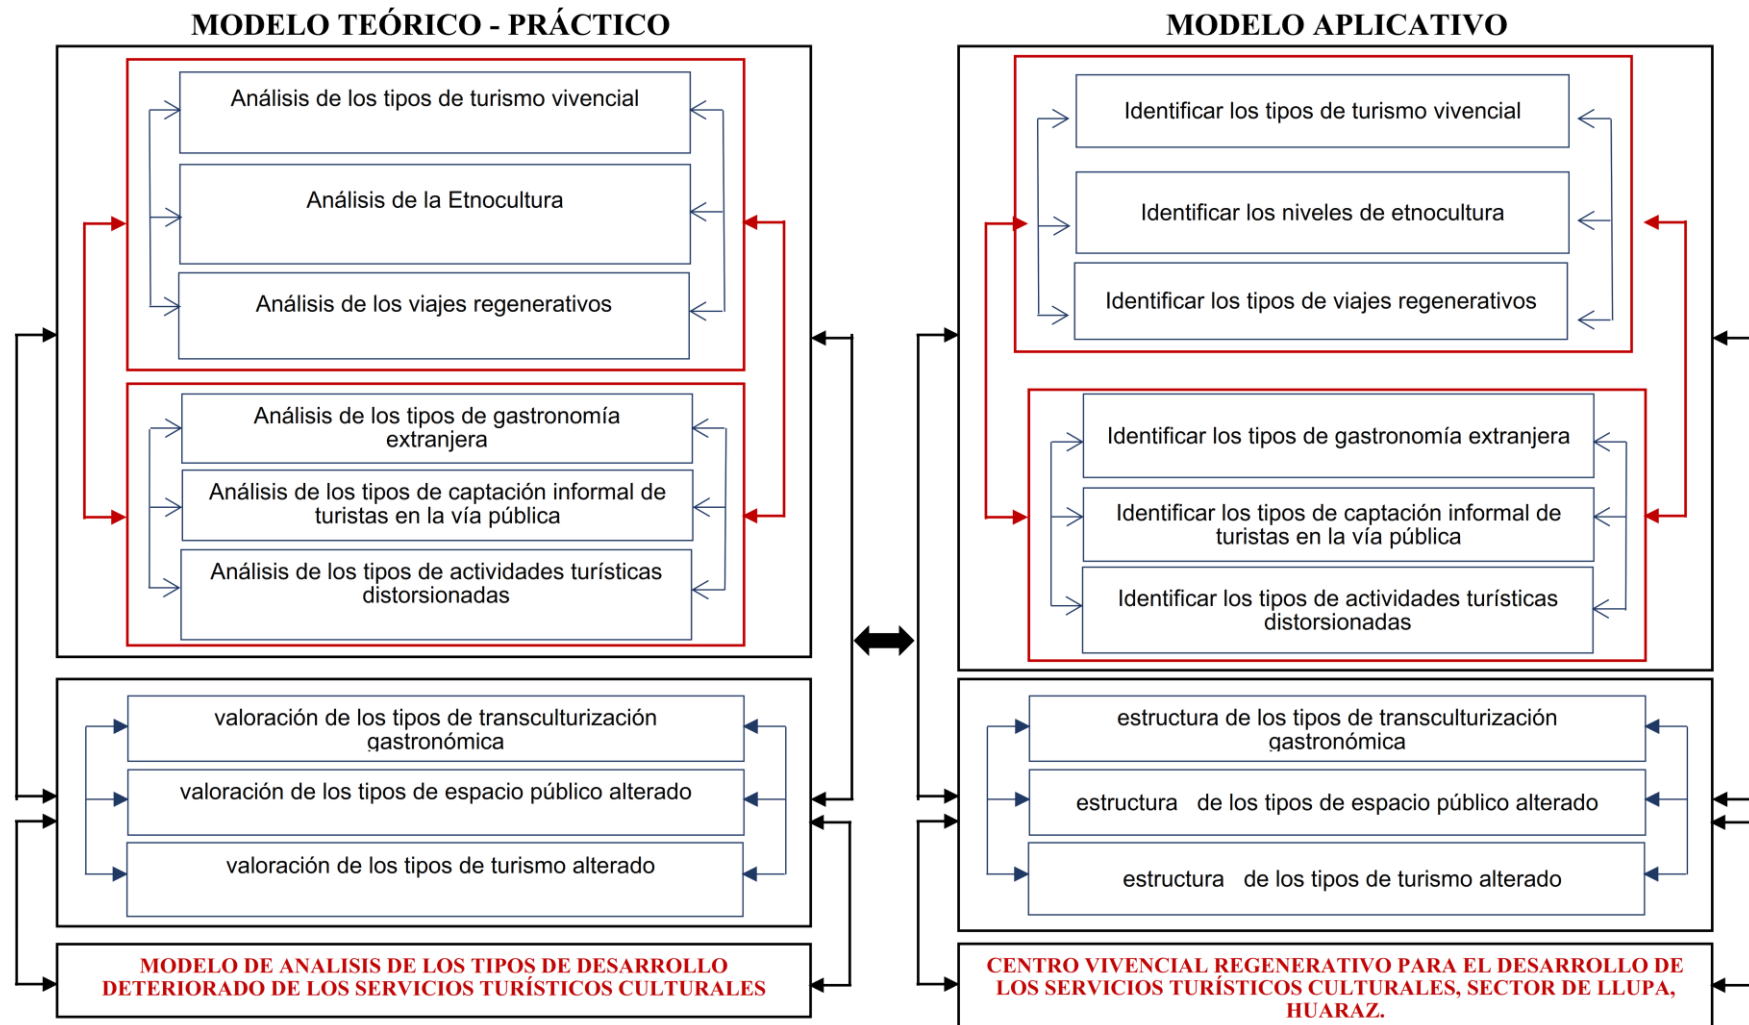 MODELO TEÓRICO - PRÁCTICO
Análisis de los tipos de turismo vivencial
Análisis de la Etnocultura
Análisis de los viajes regenerativos
Análisis de los tipos de gastronomía
extranjera
Análisis de los tipos de captación informal de
turistas en la vía pública
Análisis de los tipos de actividades turísticas
distorsionadas
valoración de los tipos de transculturización
gastronómica
valoración de los tipos de espacio público alterado
valoración de los tipos de turismo alterado
MODELO DE ANALISIS DE LOS TIPOS DE DESARROLLO
DETERIORADO DE LOS SERVICIOS TURÍSTICOS CULTURALES
MODELO APLICATIVO
Identificar los tipos de turismo vivencial
Identificar los niveles de etnocultura
Identificar los tipos de viajes regenerativos
Identificar los tipos de gastronomía extranjera
Identificar los tipos de captación informal de
turistas en la vía pública
Identificar los tipos de actividades turísticas
distorsionadas
estructura de los tipos de transculturización
gastronómica
estructura de los tipos de espacio público alterado
estructura de los tipos de turismo alterado
CENTRO VIVENCIAL REGENERATIVO PARA EL DESARROLLO DE
LOS SERVICIOS TURÍSTICOS CULTURALES, SECTOR DE LLUPA,
HUARAZ.